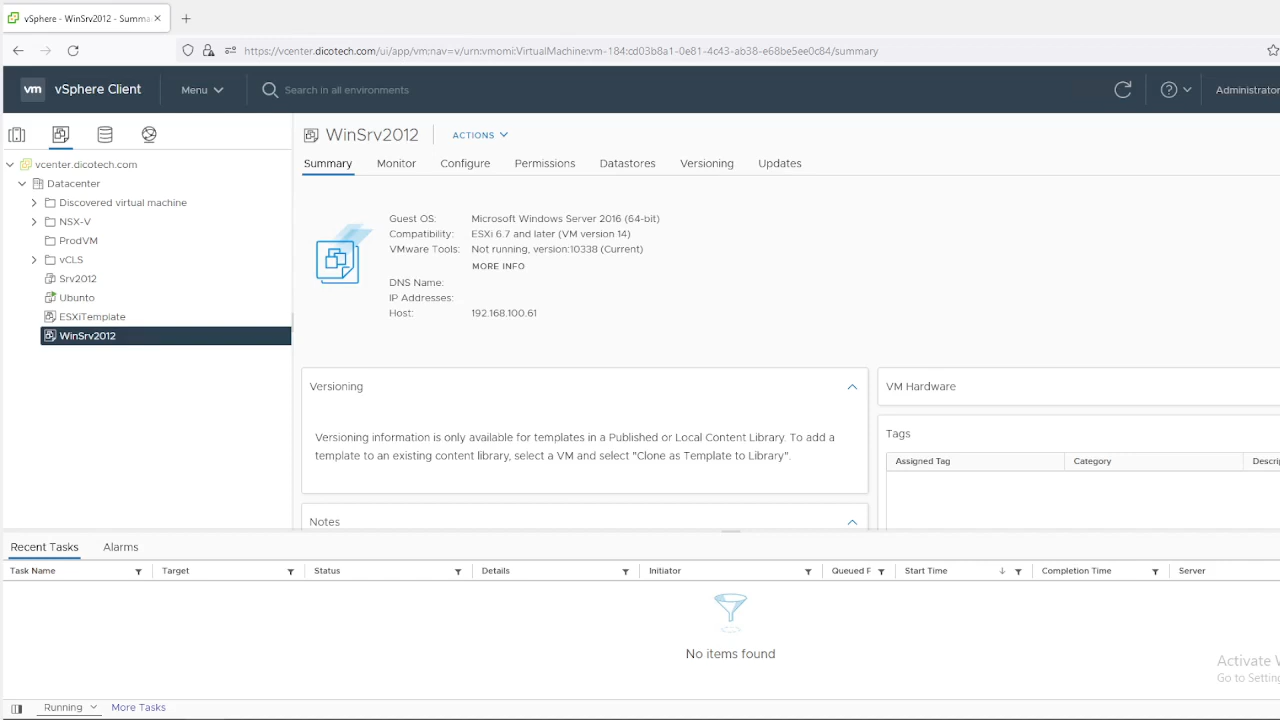 vSphere - WinSrv2012 - Summa
https://vcenter.dicotech.com/ui/app/vm;nav=v/urn:vmomi:VirtualMachine:vm-184:cd03b8a1-0e81-4c43-ab38-e68be5ee0c84/summary
vm vSphere Client Menu Search in all environments Administrator
vcenter.dicotech.com
Datacenter
Discovered virtual machine
NSX-V
ProdVM
vCLS
Srv2012
Ubunto
ESXiTemplate
WinSrv2012
WinSrv2012 ACTIONS
Summary Monitor Configure Permissions Datastores Versioning Updates
Guest OS: Microsoft Windows Server 2016 (64-bit)
Compatibility: ESXi 6.7 and later (VM version 14)
VMware Tools: Not running, version:10338 (Current)
MORE INFO
DNS Name:
IP Addresses:
Host: 192.168.100.61
Versioning
Versioning information is only available for templates in a Published or Local Content Library. To add a
template to an existing content library, select a VM and select "Clone as Template to Library".
Notes
VM Hardware
Tags
Assigned Tag Category Descri
Recent Tasks Alarms
Task Name Target Status Details Initiator Queued F Start Time Completion Time Server
No items found
Activate W
Go to Setting
Running More Tasks